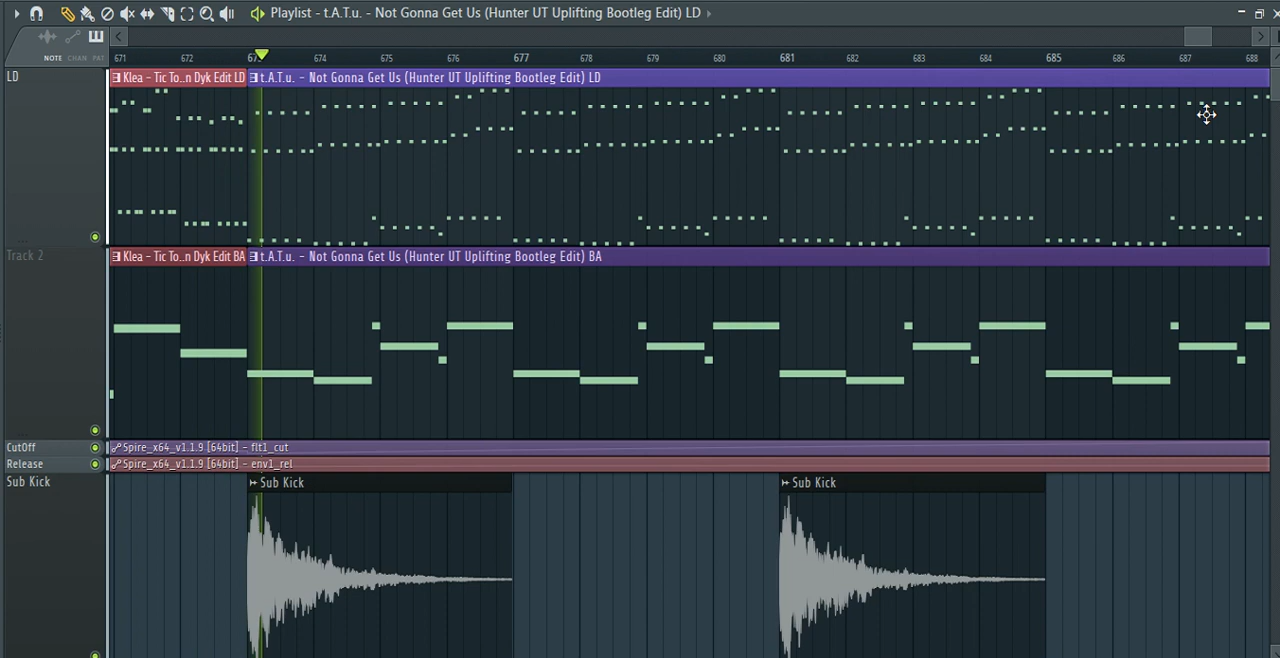 Playlist - t.A.T.u. - Not Gonna Get Us (Hunter UT Uplifting Bootleg Edit) LD
NOTE CHAN PAT
671 672 673 674 675 676 677 678 679 680 681 682 683 684 685 686 687 688
LD
Klea - Tic To..n Dyk Edit LD
t.A.T.u. - Not Gonna Get Us (Hunter UT Uplifting Bootleg Edit) LD
Track 2
Klea - Tic To..n Dyk Edit BA
t.A.T.u. - Not Gonna Get Us (Hunter UT Uplifting Bootleg Edit) BA
CutOff
Spire_x64_v1.1.9 [64bit] - flt1_cut
Release
Spire_x64_v1.1.9 [64bit] - env1_rel
Sub Kick
Sub Kick
Sub Kick